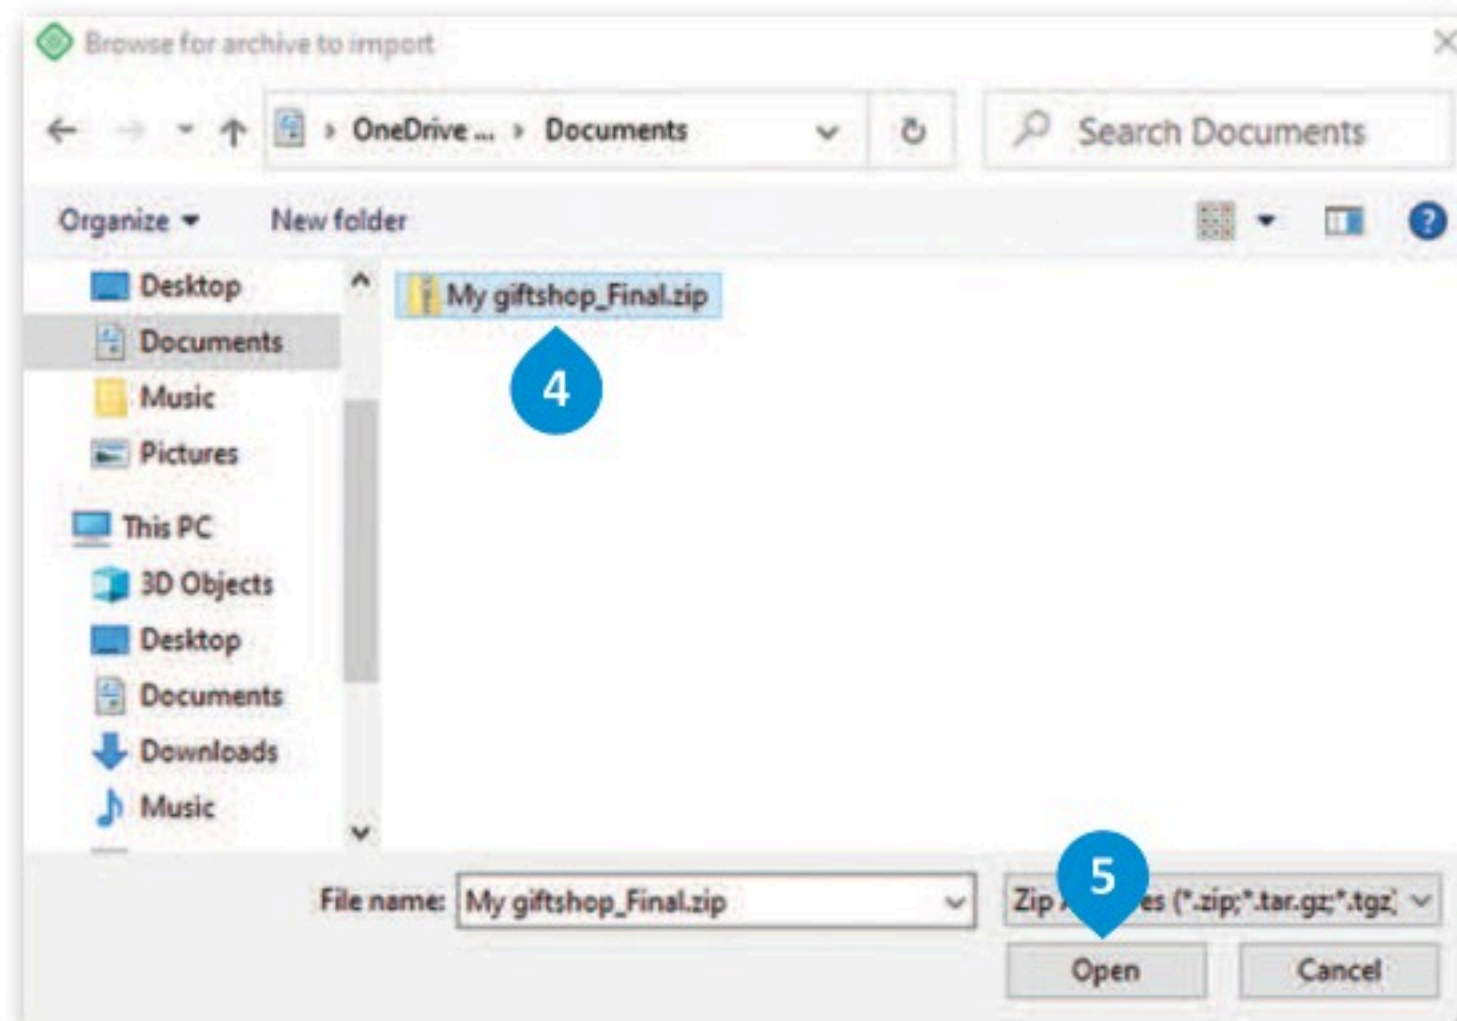 Browse for archive to import
OneDrive ... › Documents
Search Documents
Organize
New folder
?
Desktop
Documents
Music
Pictures
This PC
3D Objects
Desktop
Documents
Downloads
Music
My giftshop_Final.zip
4
5
File name: My giftshop_Final.zip
Zip es (*.zip;*.tar.gz;*.tgz;
Open
Cancel